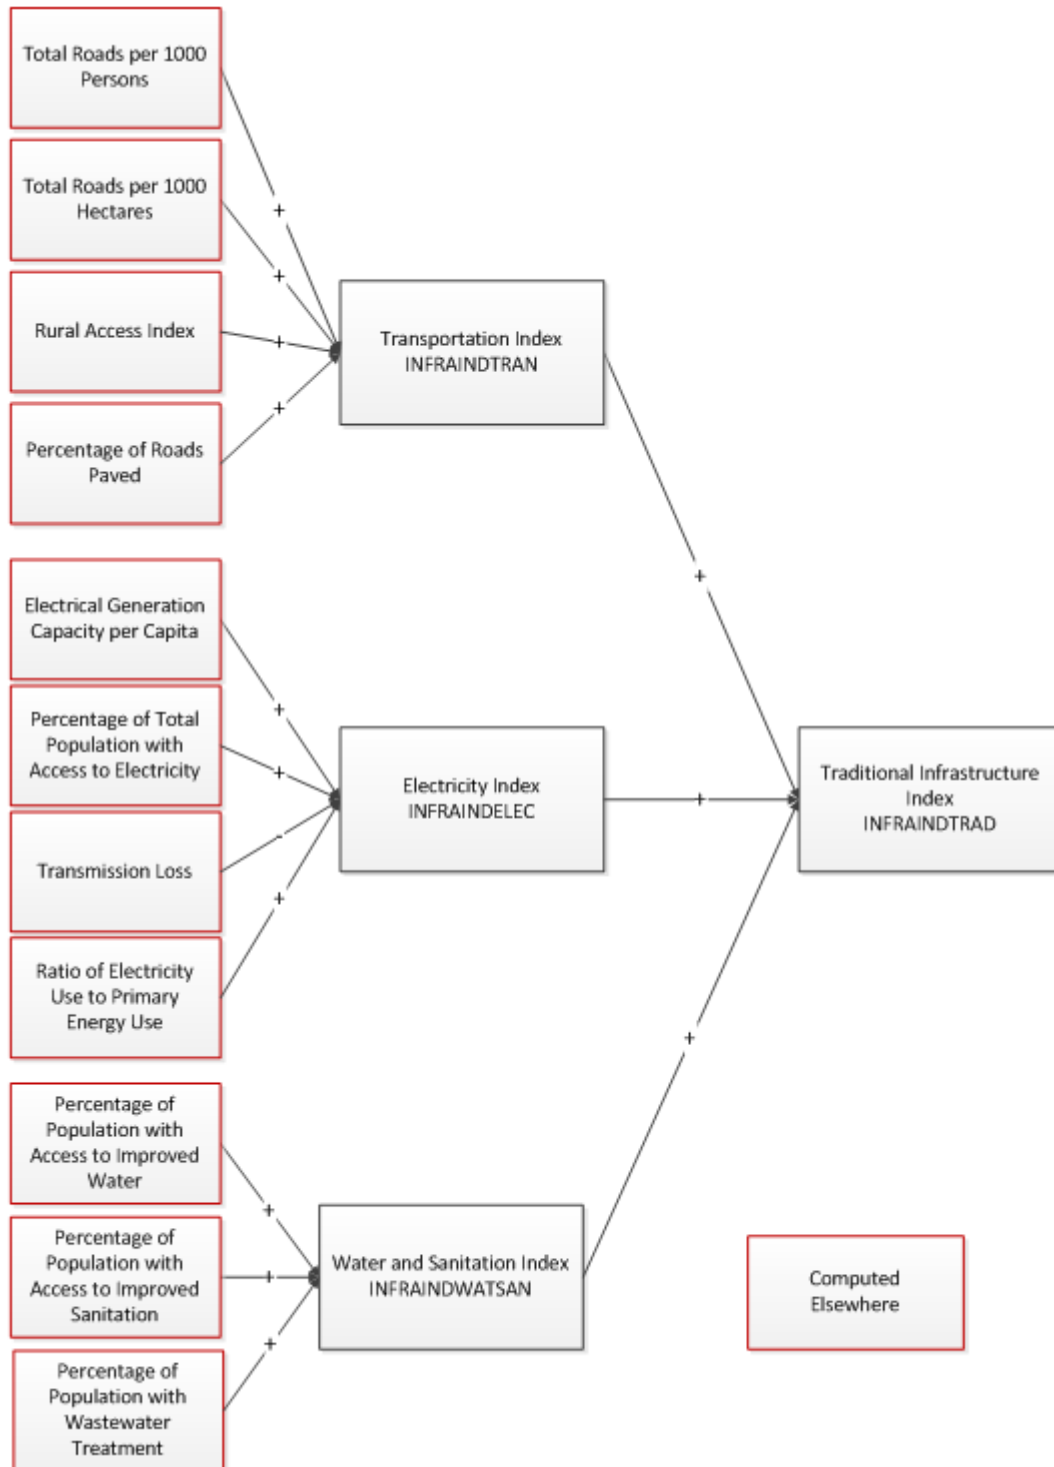 Total Roads per 1000
Persons
+
Total Roads per 1000
Hectares
+
Rural Access Index
+
Percentage of Roads
Paved
+
Transportation Index
INFRAINDTRAN
+
Electrical Generation
Capacity per Capita
+
Percentage of Total
Population with
Access to Electricity
+
Transmission Loss
-
Ratio of Electricity
Use to Primary
Energy Use
+
Electricity Index
INFRAINDELEC
+
Traditional Infrastructure
Index
INFRAINDTRAD
Percentage of
Population with
Access to Improved
Water
+
Percentage of
Population with
Access to Improved
Sanitation
+
Percentage of
Population with
Wastewater
Treatment
+
Water and Sanitation Index
INFRAINDWATSAN
+
Computed
Elsewhere